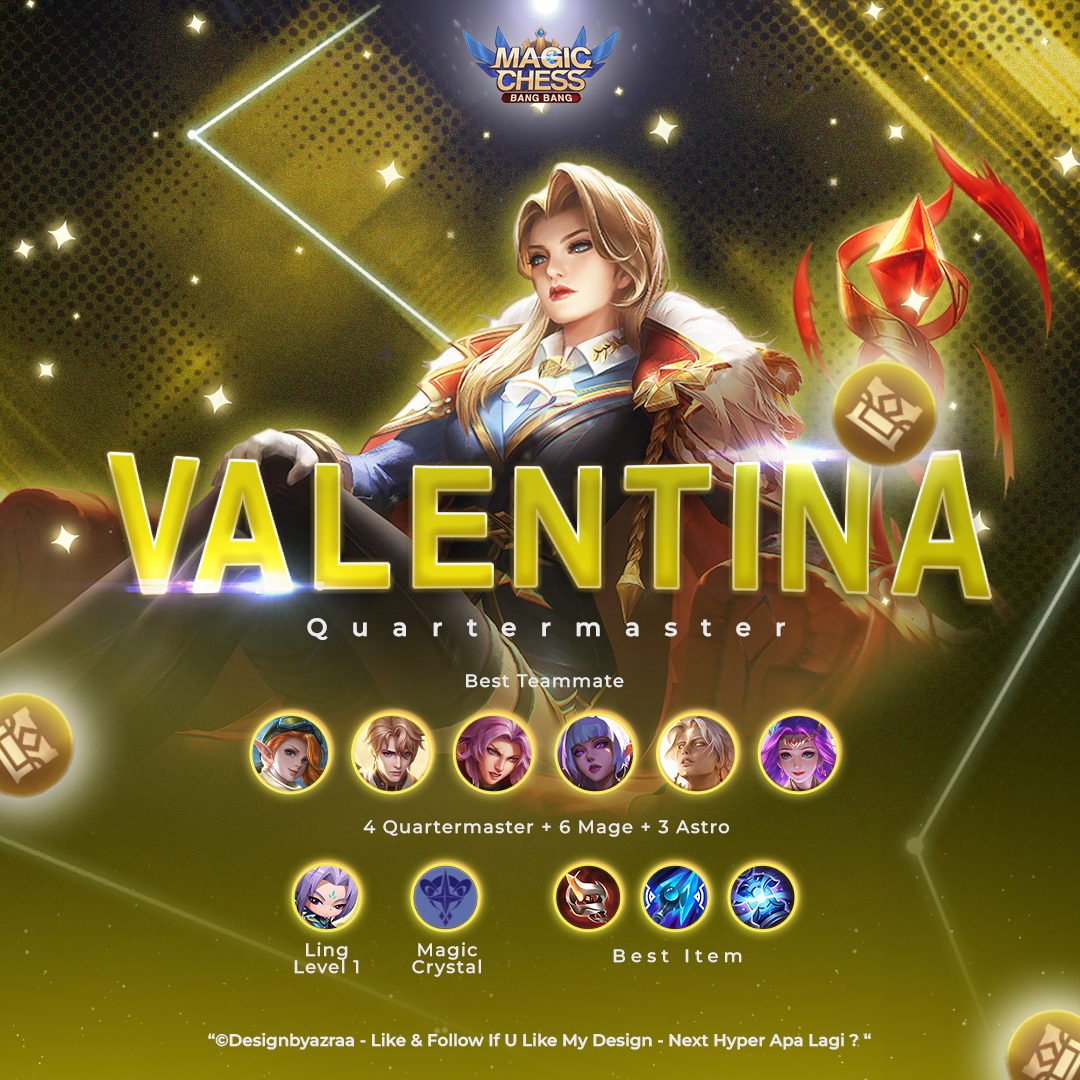 MAGIC
CHESS
BANG BANG
VALENTINA
Quartermaster
Best Teammate
4 Quartermaster + 6 Mage + 3 Astro
Ling
Level 1
Magic
Crystal
Best Item
“©Designbyazraa - Like & Follow If U Like My Design - Next Hyper Apa Lagi ? “